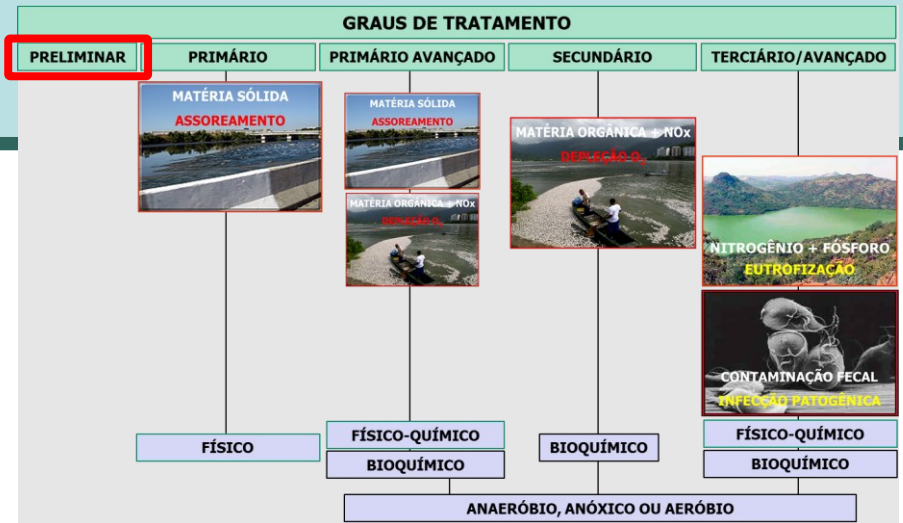 GRAUS DE TRATAMENTO
PRELIMINAR
PRIMÁRIO
PRIMÁRIO AVANÇADO
SECUNDÁRIO
TERCIÁRIO/AVANÇADO
MATÉRIA SÓLIDA
ASSOREAMENTO
MATÉRIA SÓLIDA
ASSOREAMENTO
MATÉRIA ORGÂNICA + NOx
DEPLEÇÃO O₂
MATÉRIA ORGÂNICA + NOx
DEPLEÇÃO O₂
NITROGÊNIO + FÓSFORO
EUTROFIZAÇÃO
CONTAMINAÇÃO FECAL
INFECÇÃO PATOGÊNICA
FÍSICO
FÍSICO-QUÍMICO
BIOQUÍMICO
BIOQUÍMICO
FÍSICO-QUÍMICO
BIOQUÍMICO
ANAERÓBIO, ANÓXICO OU AERÓBIO